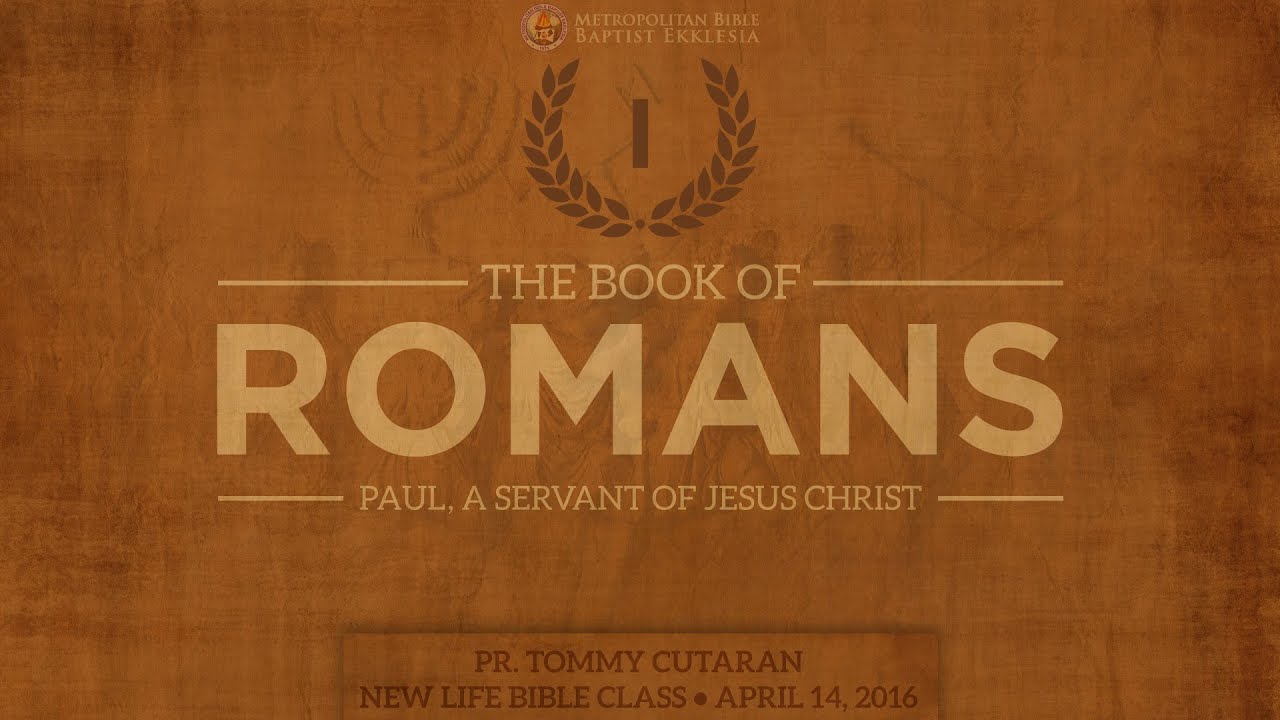 METROPOLITAN BIBLE
BAPTIST EKKLESIA
I
THE BOOK OF
ROMANS
PAUL, A SERVANT OF JESUS CHRIST
PR. TOMMY CUTARAN
NEW LIFE BIBLE CLASS • APRIL 14, 2016